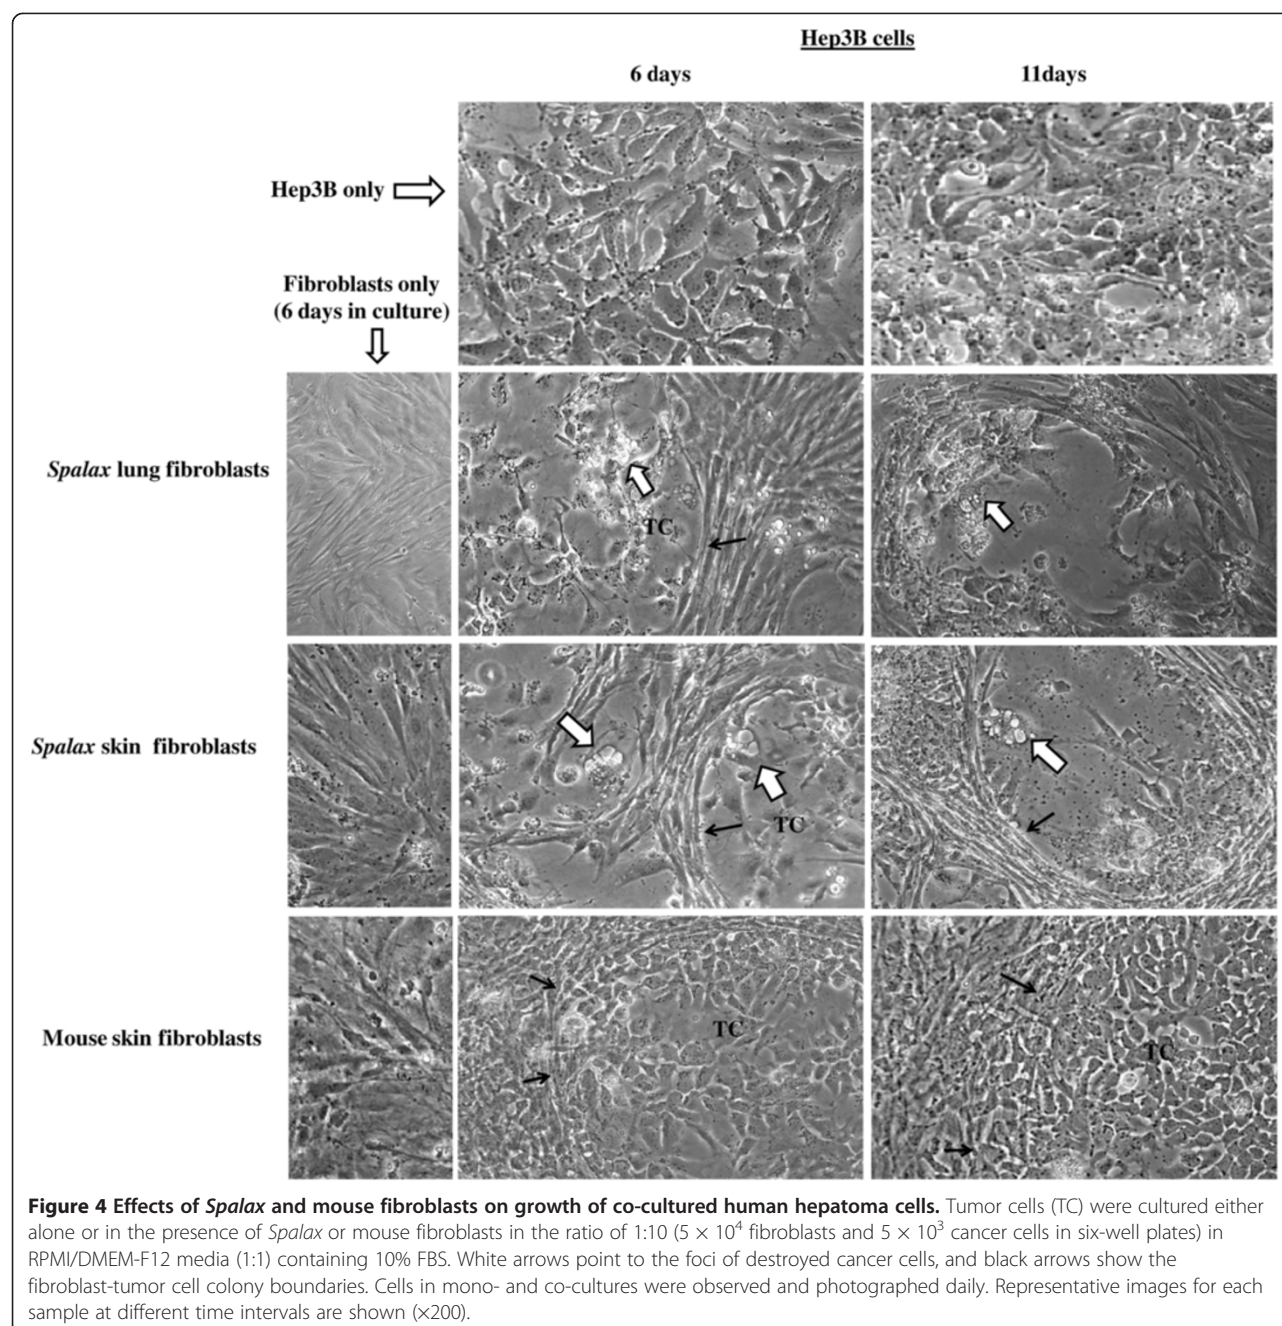 Hep3B cells
6 days
11days
Hep3B only
Fibroblasts only
(6 days in culture)
Spalax lung fibroblasts
TC
Spalax skin fibroblasts
TC
Mouse skin fibroblasts
TC
TC
Figure 4 Effects of Spalax and mouse fibroblasts on growth of co-cultured human hepatoma cells. Tumor cells (TC) were cultured either
alone or in the presence of Spalax or mouse fibroblasts in the ratio of 1:10 (5 × 10⁴ fibroblasts and 5 × 10³ cancer cells in six-well plates) in
RPMI/DMEM-F12 media (1:1) containing 10% FBS. White arrows point to the foci of destroyed cancer cells, and black arrows show the
fibroblast-tumor cell colony boundaries. Cells in mono- and co-cultures were observed and photographed daily. Representative images for each
sample at different time intervals are shown (×200).